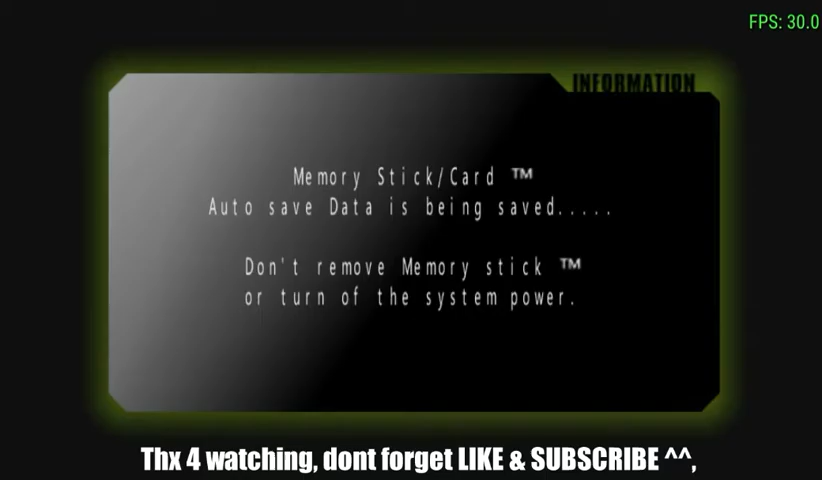 FPS: 30.0
INFORMATION
Memory Stick/Card ™
Auto save Data is being saved.....
Don't remove Memory stick ™
or turn of the system power.
Thx 4 watching, dont forget LIKE & SUBSCRIBE ^^,